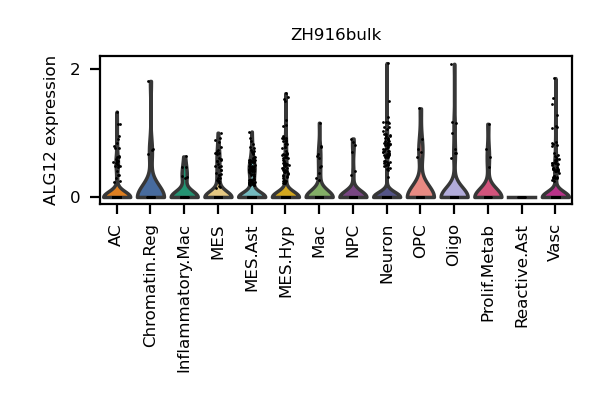 ZH916bulk
ALG12 expression
2
0
AC
Chromatin.Reg
Inflammatory.Mac
MES
MES.Ast
MES.Hyp
Mac
NPC
Neuron
OPC
Oligo
Prolif.Metab
Reactive.Ast
Vasc